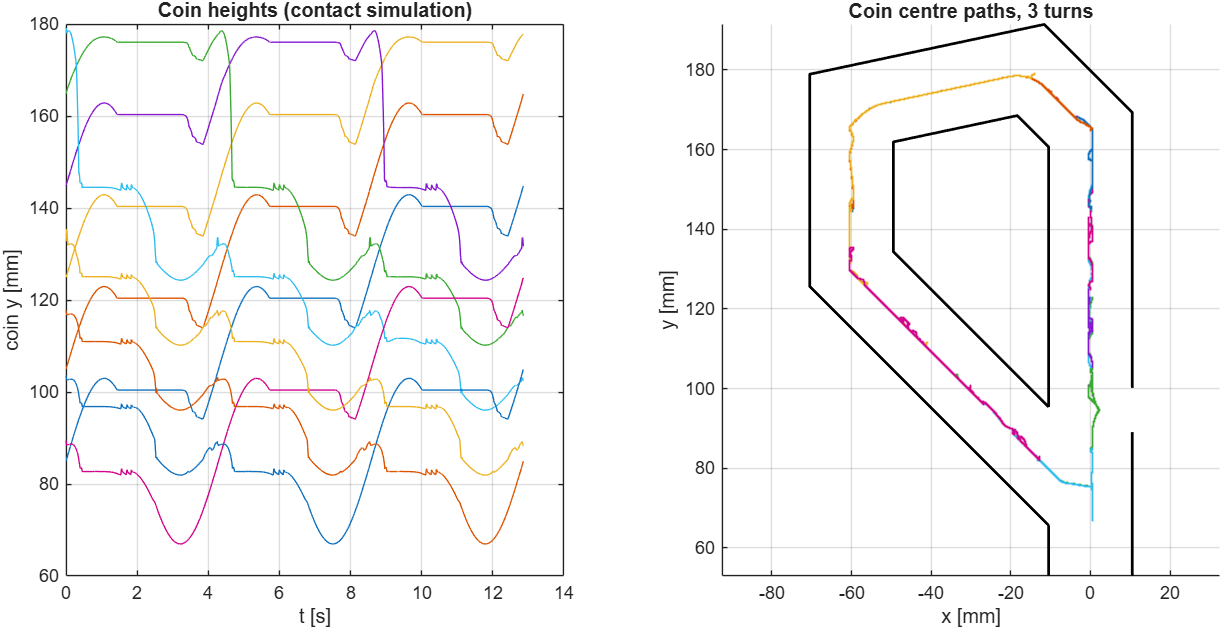 Coin heights (contact simulation)
180
160
140
120
100
80
60
0 2 4 6 8 10 12 14
coin y [mm]
t [s]
Coin centre paths, 3 turns
180
160
140
120
100
80
60
-80 -60 -40 -20 0 20
y [mm]
x [mm]